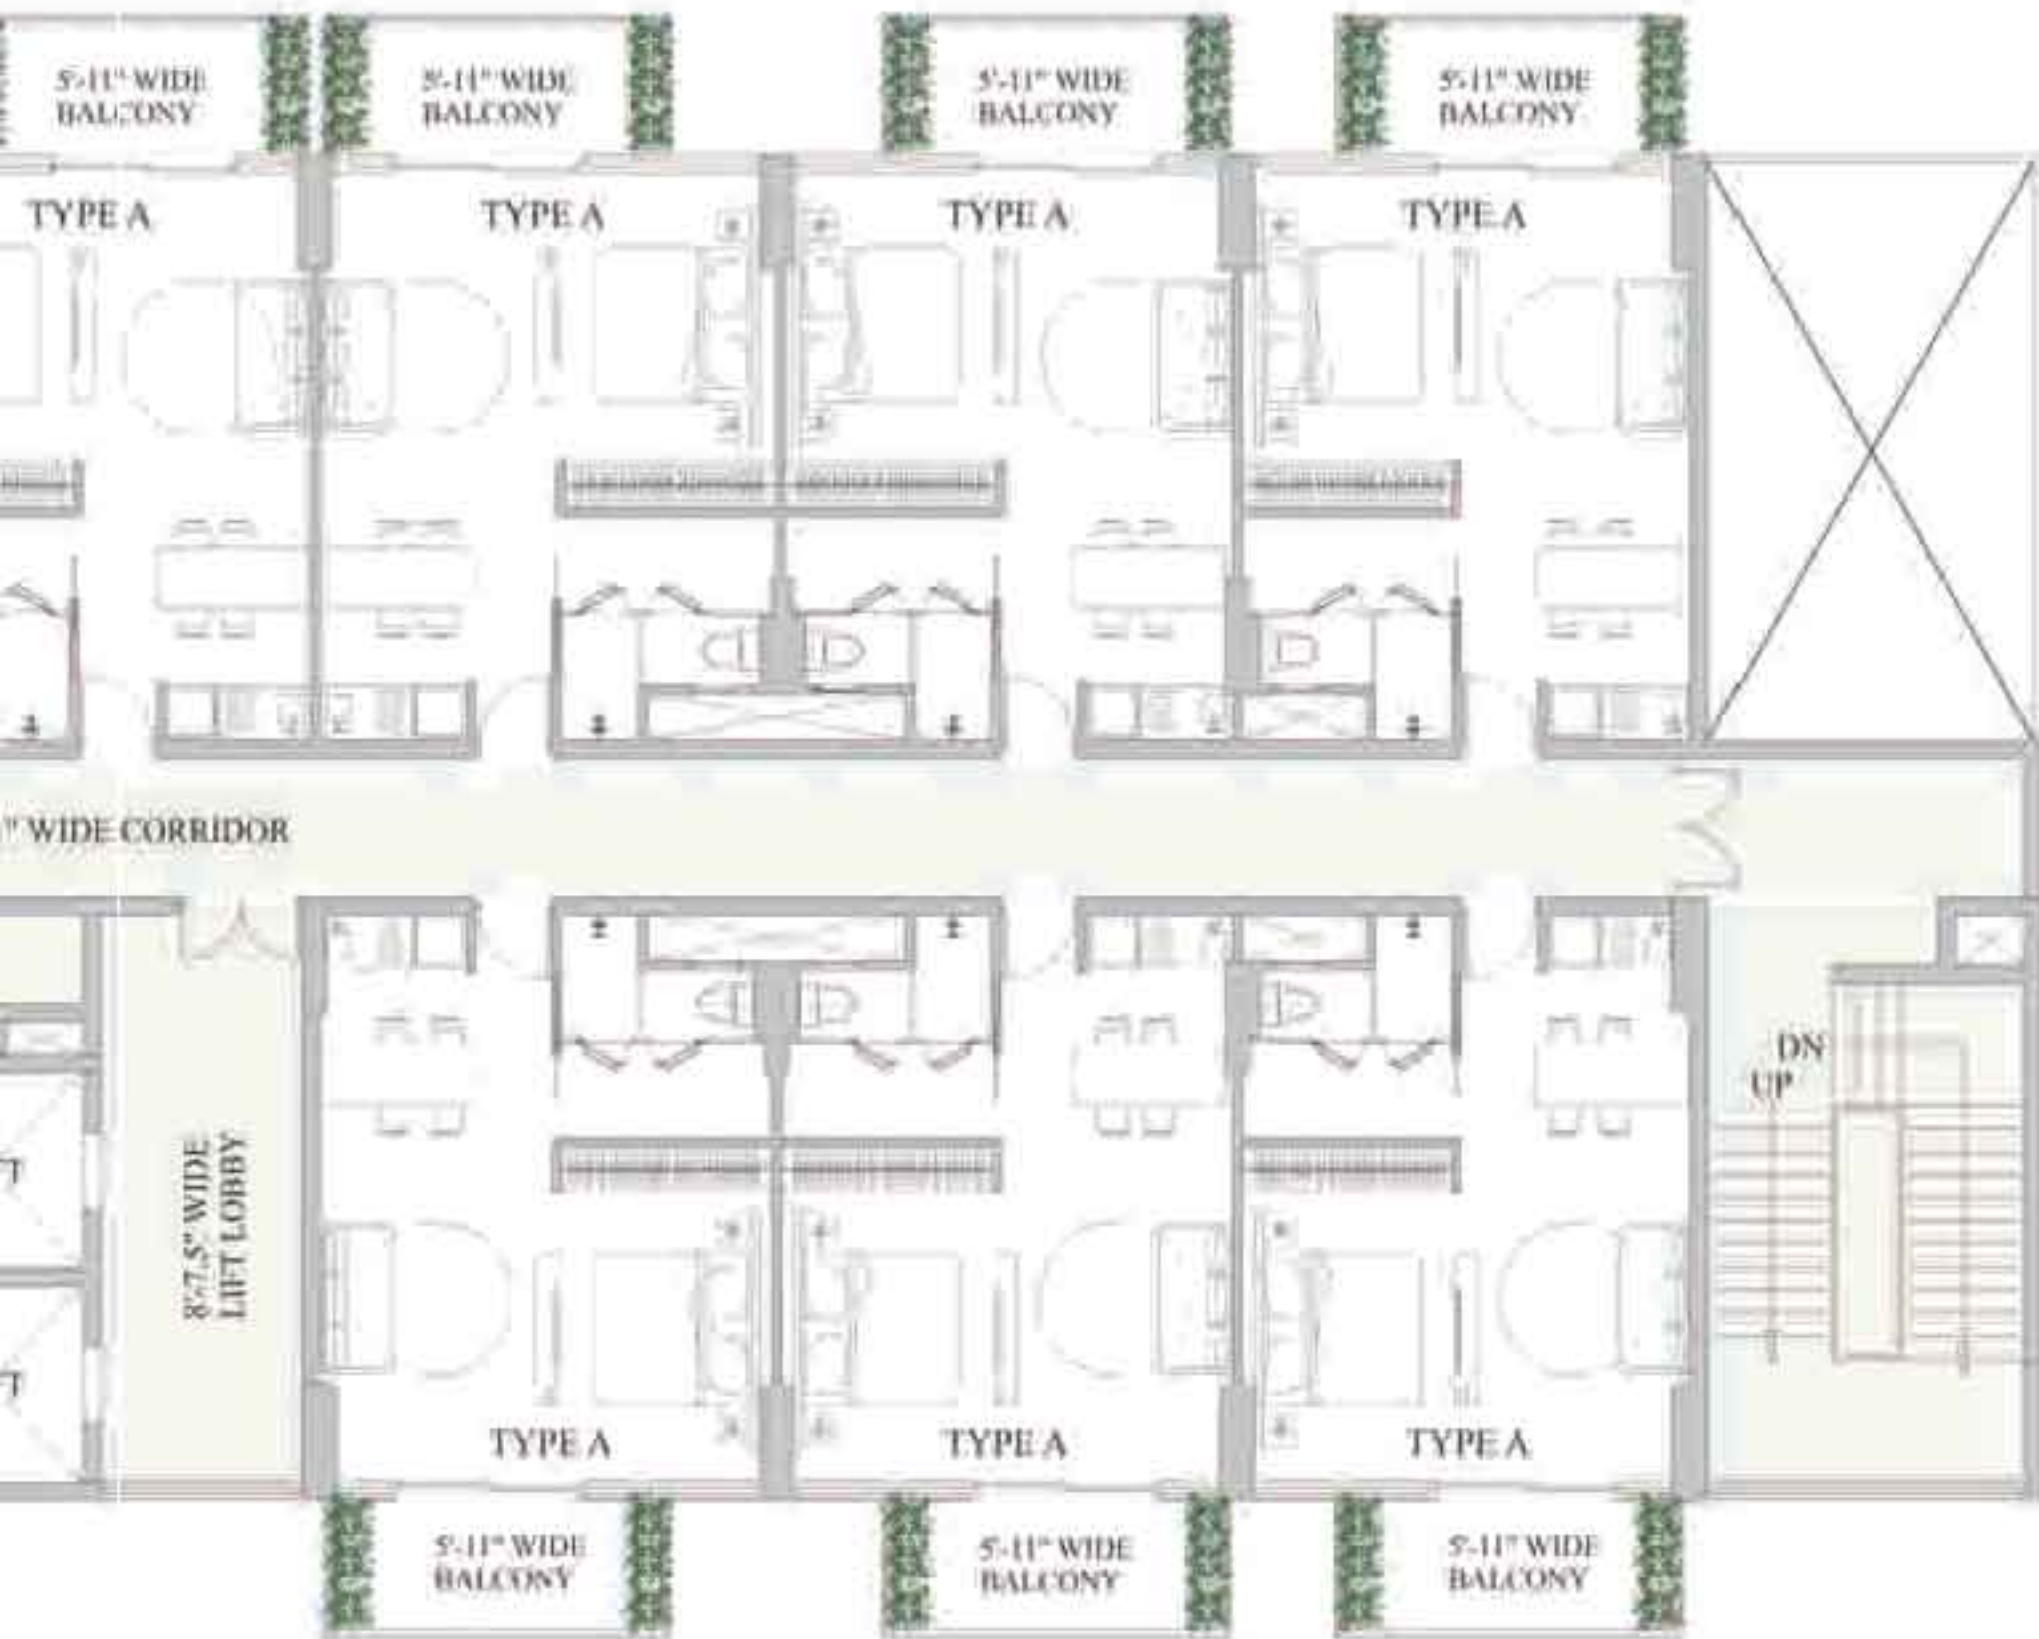 5'-11" WIDE
BALCONY
5'-11" WIDE
BALCONY
5'-11" WIDE
BALCONY
5'-11" WIDE
BALCONY
TYPE A
TYPE A
TYPE A
TYPE A
" WIDE CORRIDOR
8'-7.5" WIDE
LIFT LOBBY
DN
UP
TYPE A
TYPE A
TYPE A
5'-11" WIDE
BALCONY
5'-11" WIDE
BALCONY
5'-11" WIDE
BALCONY